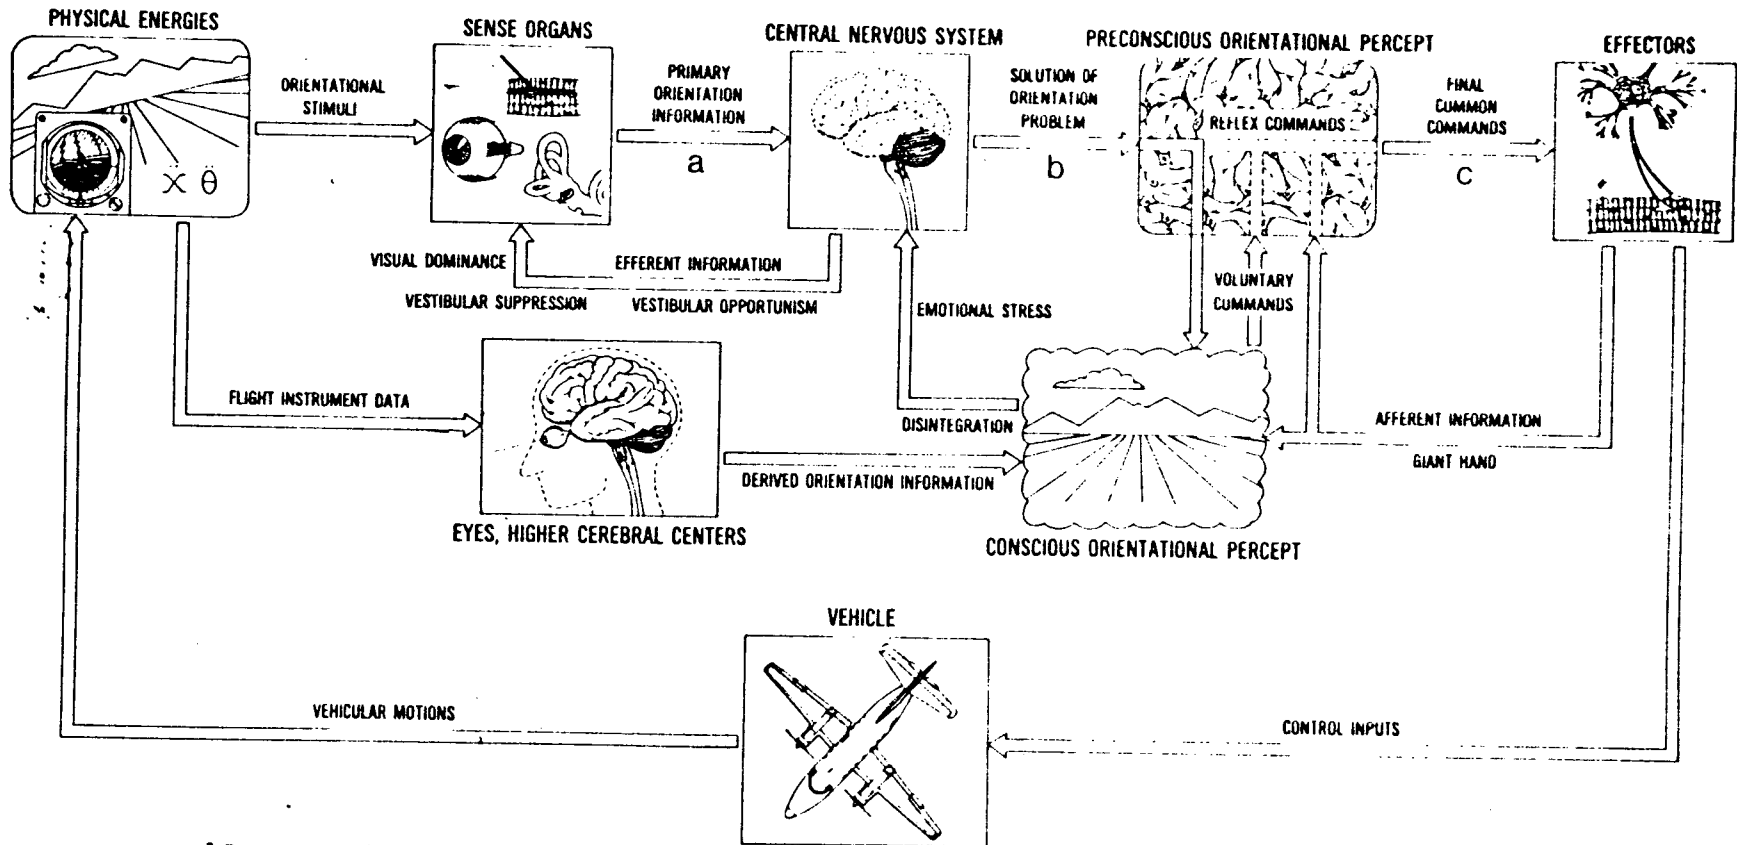 PHYSICAL ENERGIES
Ẍ Θ̈
ORIENTATIONAL
STIMULI
SENSE ORGANS
PRIMARY
ORIENTATION
INFORMATION
a
CENTRAL NERVOUS SYSTEM
SOLUTION OF
ORIENTATION
PROBLEM
b
PRECONSCIOUS ORIENTATIONAL PERCEPT
REFLEX COMMANDS
FINAL
COMMON
COMMANDS
c
EFFECTORS
VISUAL DOMINANCE
EFFERENT INFORMATION
VESTIBULAR SUPPRESSION
VESTIBULAR OPPORTUNISM
EMOTIONAL STRESS
VOLUNTARY
COMMANDS
FLIGHT INSTRUMENT DATA
DISINTEGRATION
AFFERENT INFORMATION
GIANT HAND
DERIVED ORIENTATION INFORMATION
EYES, HIGHER CEREBRAL CENTERS
CONSCIOUS ORIENTATIONAL PERCEPT
VEHICLE
VEHICULAR MOTIONS
CONTROL INPUTS